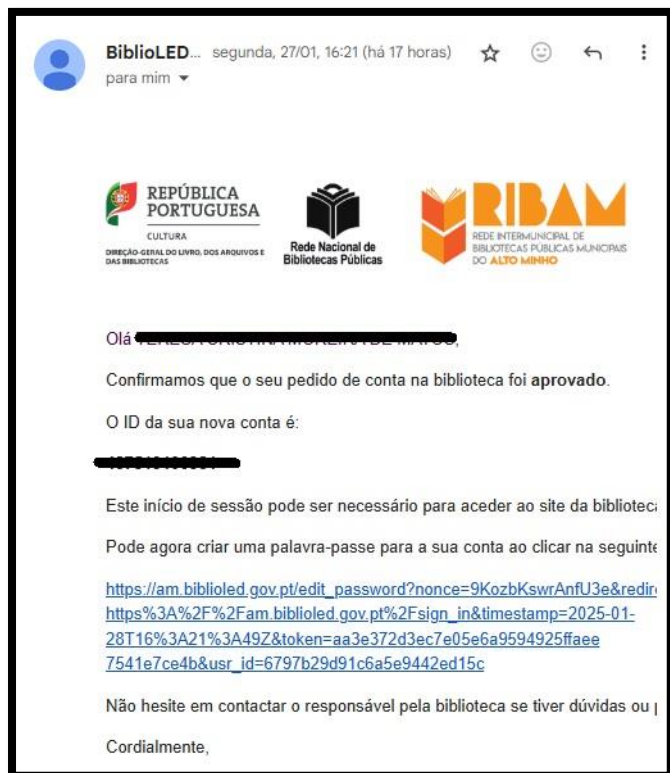 BiblioLED... segunda, 27/01, 16:21 (há 17 horas)
para mim
REPÚBLICA
PORTUGUESA
CULTURA
DIREÇÃO-GERAL DO LIVRO, DOS ARQUIVOS E
DAS BIBLIOTECAS
Rede Nacional de
Bibliotecas Públicas
RIBAM
REDE INTERMUNICIPAL DE
BIBLIOTECAS PÚBLICAS MUNICIPAIS
DO ALTO MINHO
Olá
Confirmamos que o seu pedido de conta na biblioteca foi aprovado.
O ID da sua nova conta é:
Este início de sessão pode ser necessário para aceder ao site da biblioteca
Pode agora criar uma palavra-passe para a sua conta ao clicar na seguinte
https://am.biblioled.gov.pt/edit_password?nonce=9KozbKswrAnfU3e&redire
https%3A%2F%2Fam.biblioled.gov.pt%2Fsign_in&timestamp=2025-01-
28T16%3A21%3A49Z&token=aa3e372d3ec7e05e6a9594925ffaee
7541e7ce4b&usr_id=6797b29d91c6a5e9442ed15c
Não hesite em contactar o responsável pela biblioteca se tiver dúvidas ou
Cordialmente,